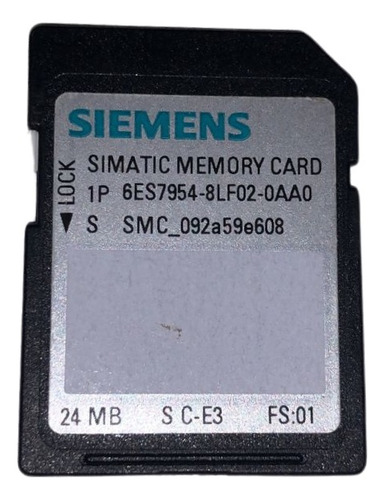 SIEMENS
LOCK
SIMATIC MEMORY CARD
1P 6ES7954-8LF02-0AA0
S SMC_092a59e608
24 MB S C-E3 FS:01